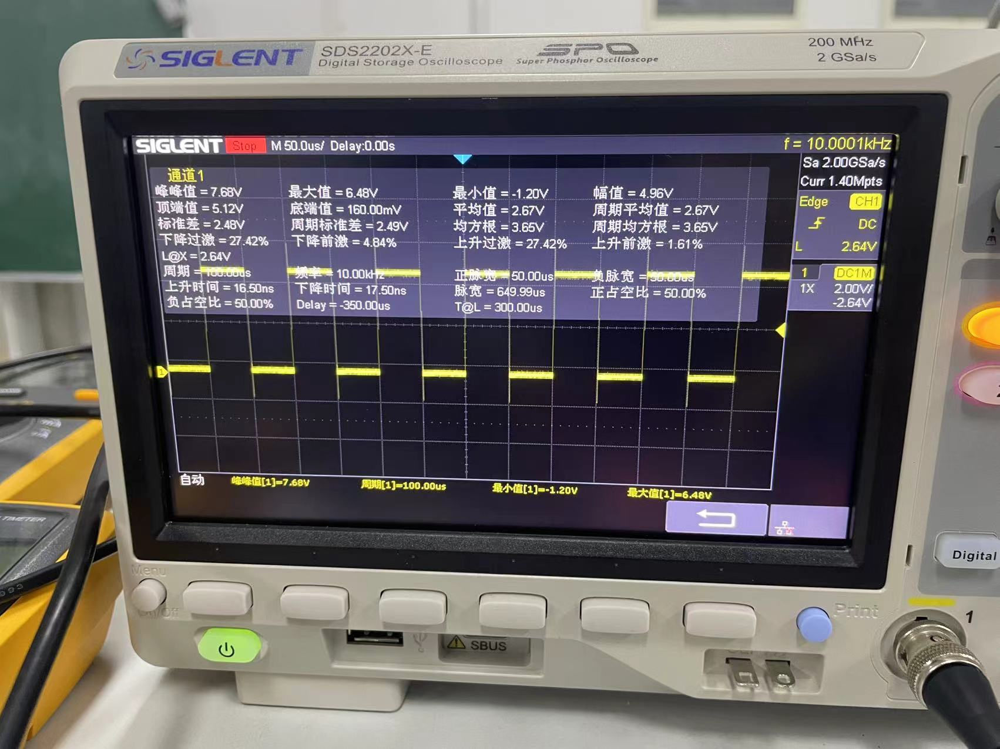 SIGLENT SDS2202X-E SPO 200 MHz
Digital Storage Oscilloscope Super Phosphor Oscilloscope 2 GSa/s
SIGLENT Stop M 50.0us/ Delay:0.00s f = 10.0001kHz
Sa 2.00GSa/s
Curr 1.40Mpts
通道1
峰峰值 = 7.68V 最大值 = 6.48V 最小值 = -1.20V 幅值 = 4.96V
顶端值 = 5.12V 底端值 = 160.00mV 平均值 = 2.67V 周期平均值 = 2.67V
标准差 = 2.48V 周期标准差 = 2.49V 均方根 = 3.65V 周期均方根 = 3.65V
下降过激 = 27.42% 下降前激 = 4.84% 上升过激 = 27.42% 上升前激 = 1.61%
L@X = 2.64V
周期 = 100.00us 频率 = 10.00kHz 正脉宽 = 50.00us 负脉宽 = 50.00us
上升时间 = 16.50ns 下降时间 = 17.50ns 脉宽 = 649.99us 正占空比 = 50.00%
负占空比 = 50.00% Delay = -350.00us T@L = 300.00us
Edge CH1
DC
L 2.64V
1 DC1M
1X 2.00V/
-2.64V
1
自动 峰峰值[1]=7.68V 周期[1]=100.00us 最小值[1]=-1.20V 最大值[1]=6.48V
Digital
Menu
On/Off
Print
1
SBUS